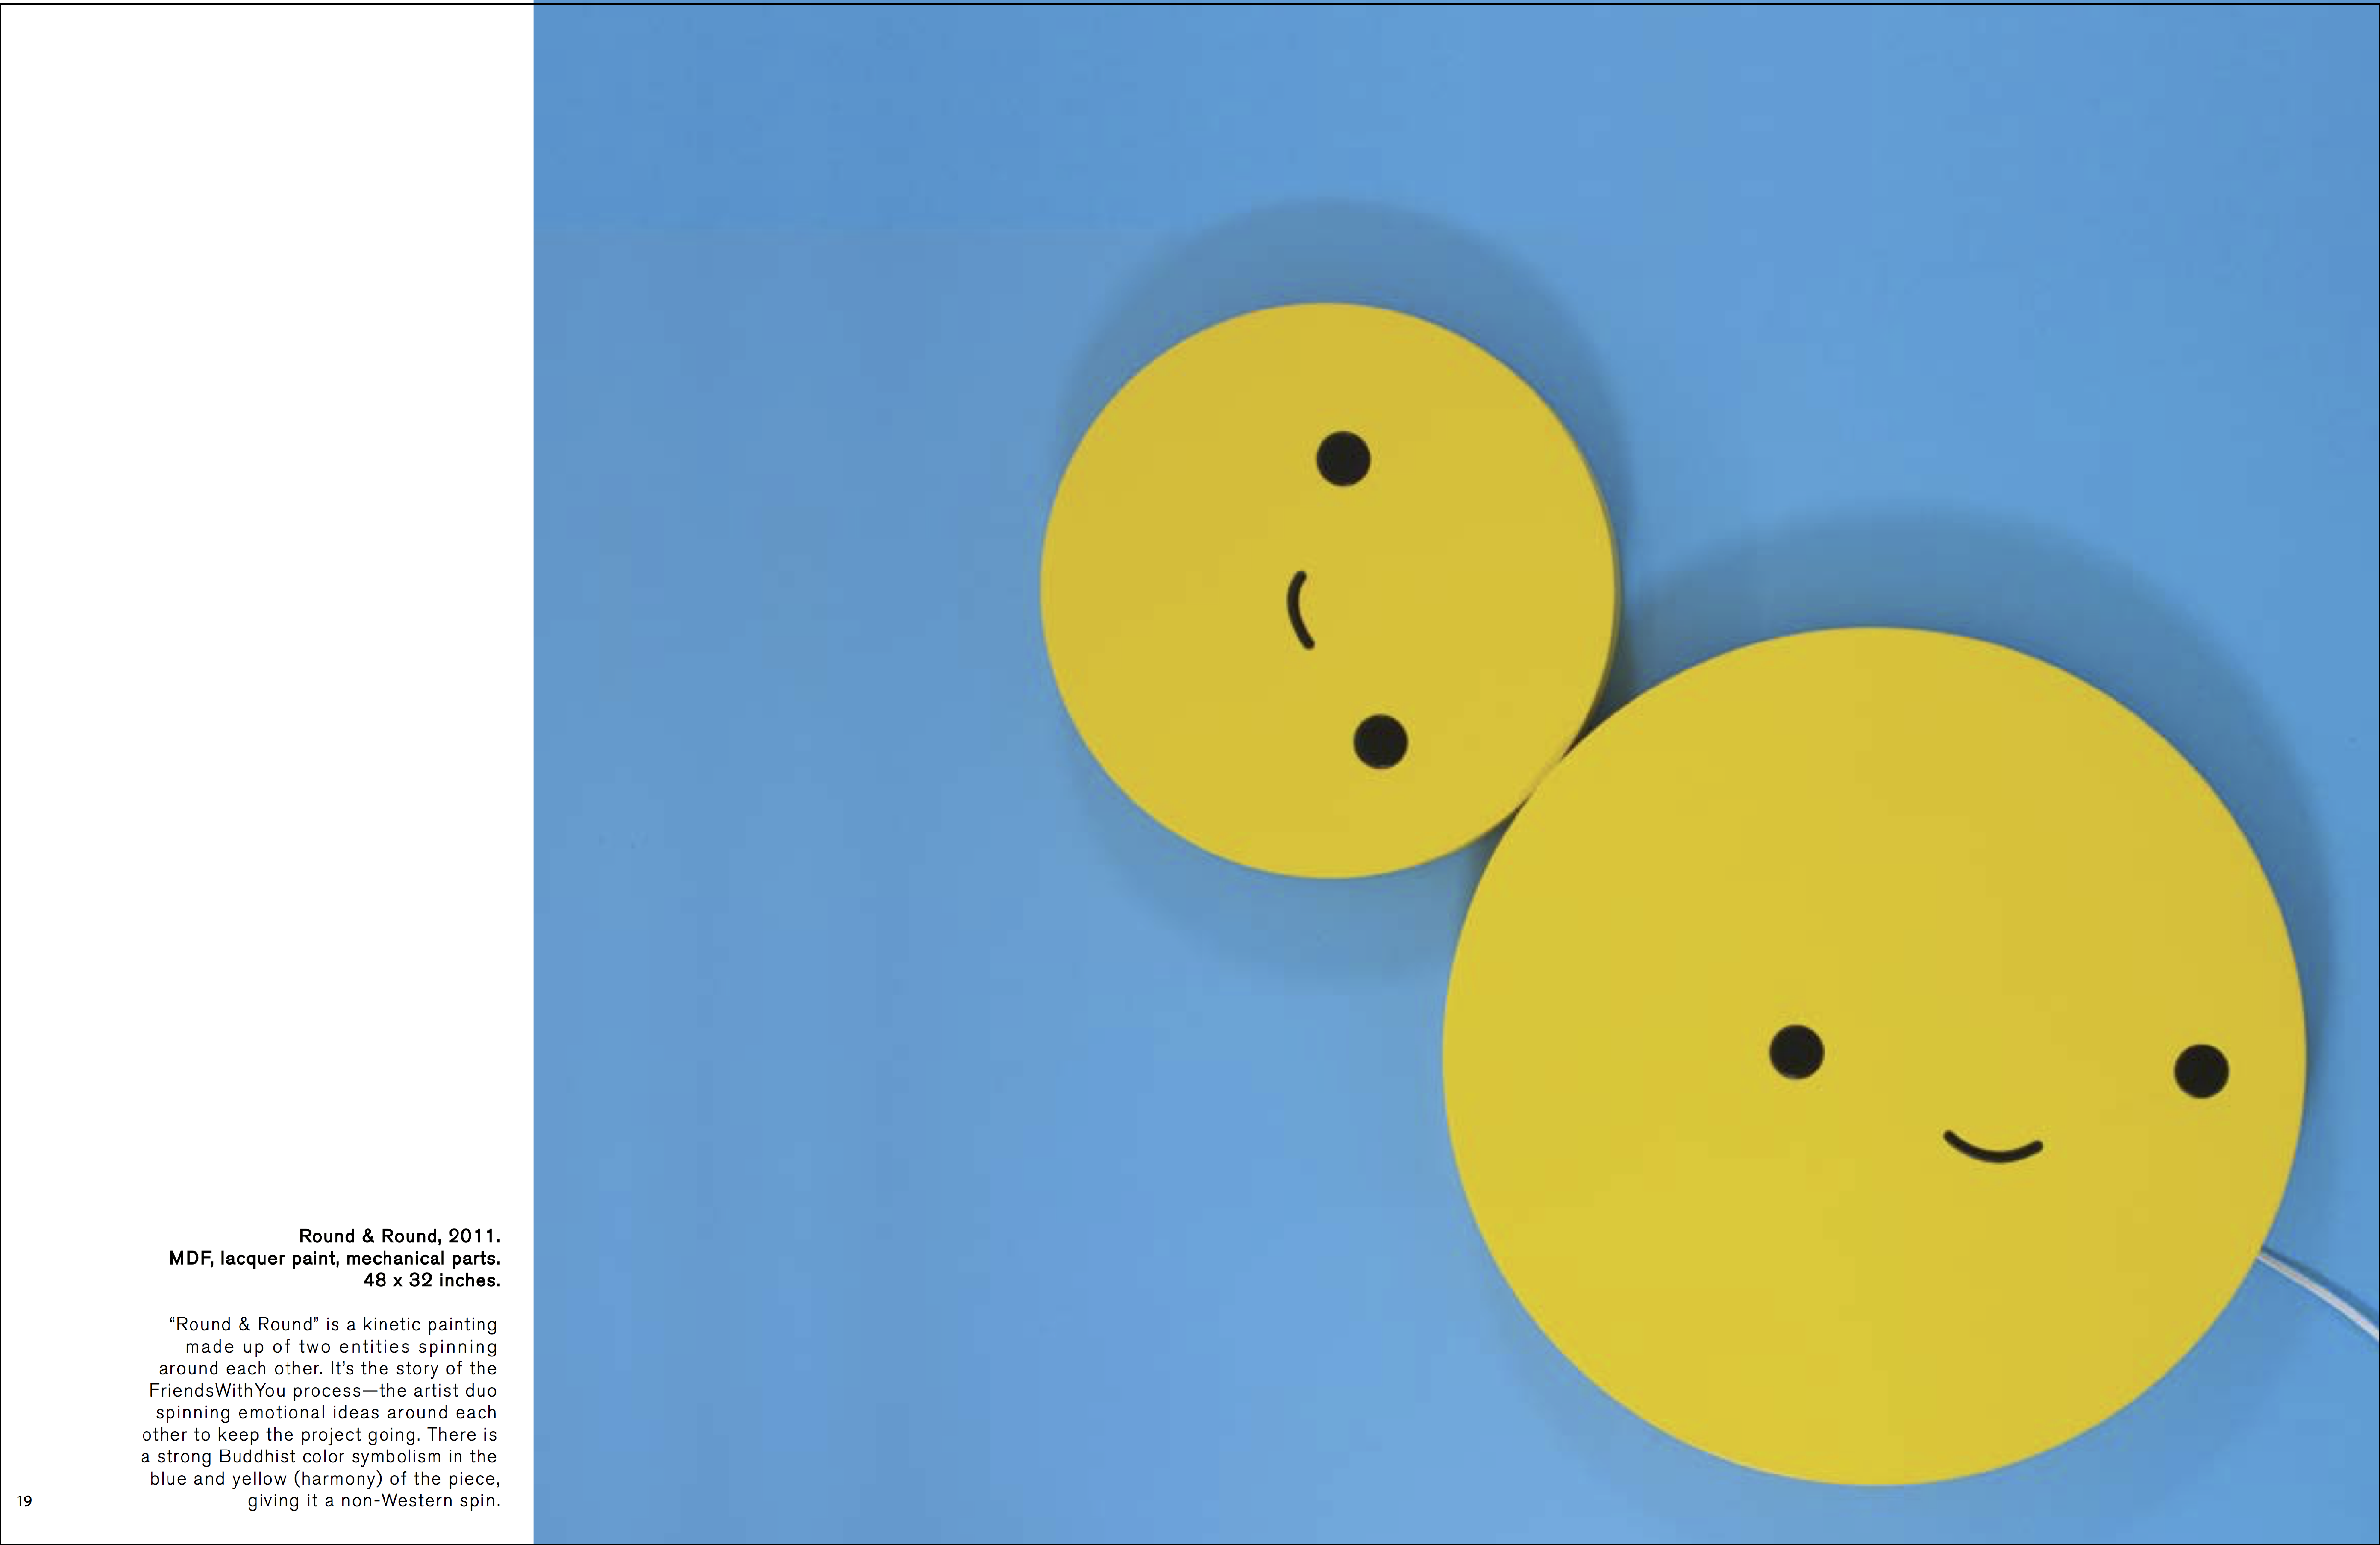 Round & Round, 2011.
MDF, lacquer paint, mechanical parts.
48 x 32 inches.
“Round & Round” is a kinetic painting
made up of two entities spinning
around each other. It's the story of the
FriendsWithYou process—the artist duo
spinning emotional ideas around each
other to keep the project going. There is
a strong Buddhist color symbolism in the
blue and yellow (harmony) of the piece,
giving it a non-Western spin.
19